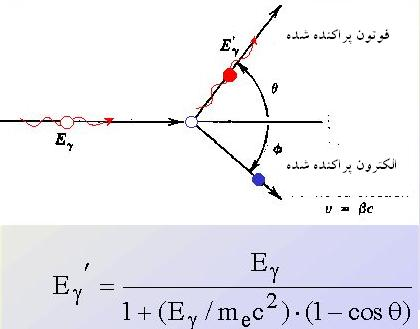 فوتون پراکنده شده
E′γ
θ
Eγ
ϕ
الکترون پراکنده شده
υ = βc
Eγ′ = Eγ / 1 + (Eγ / mec²)·(1 − cos θ)